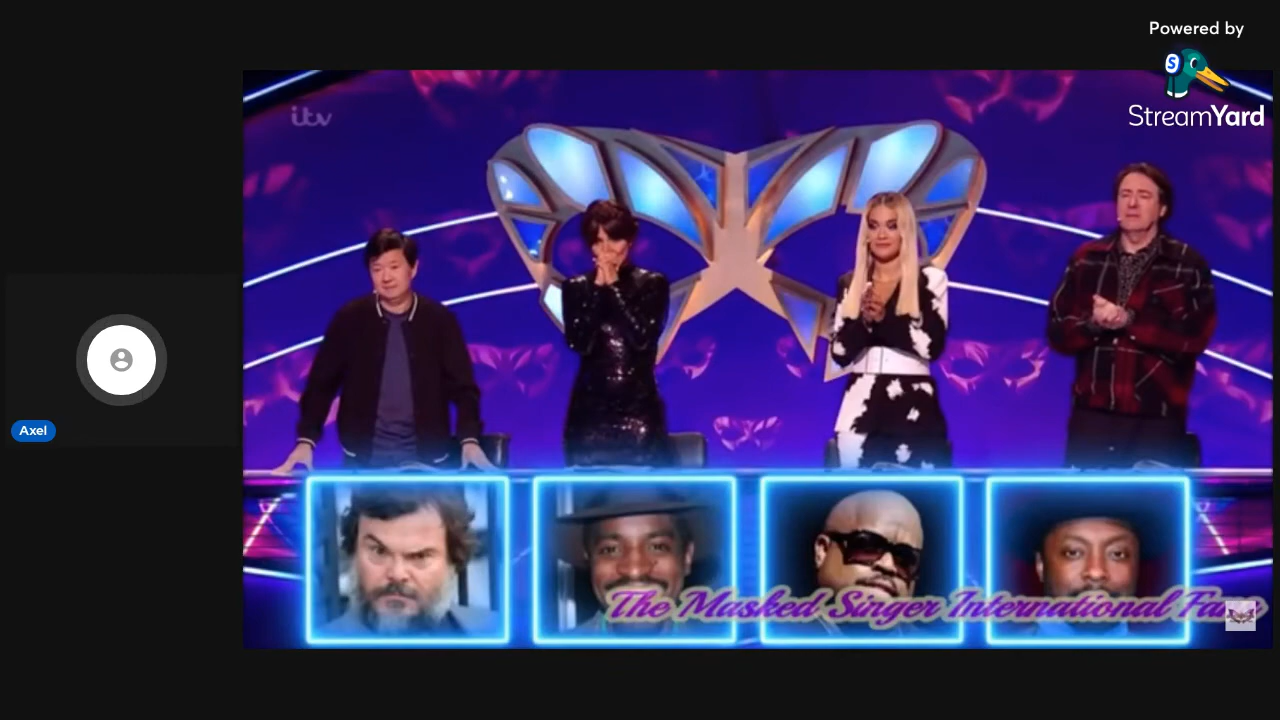 Powered by
StreamYard
itv
Axel
The Masked Singer International Fans